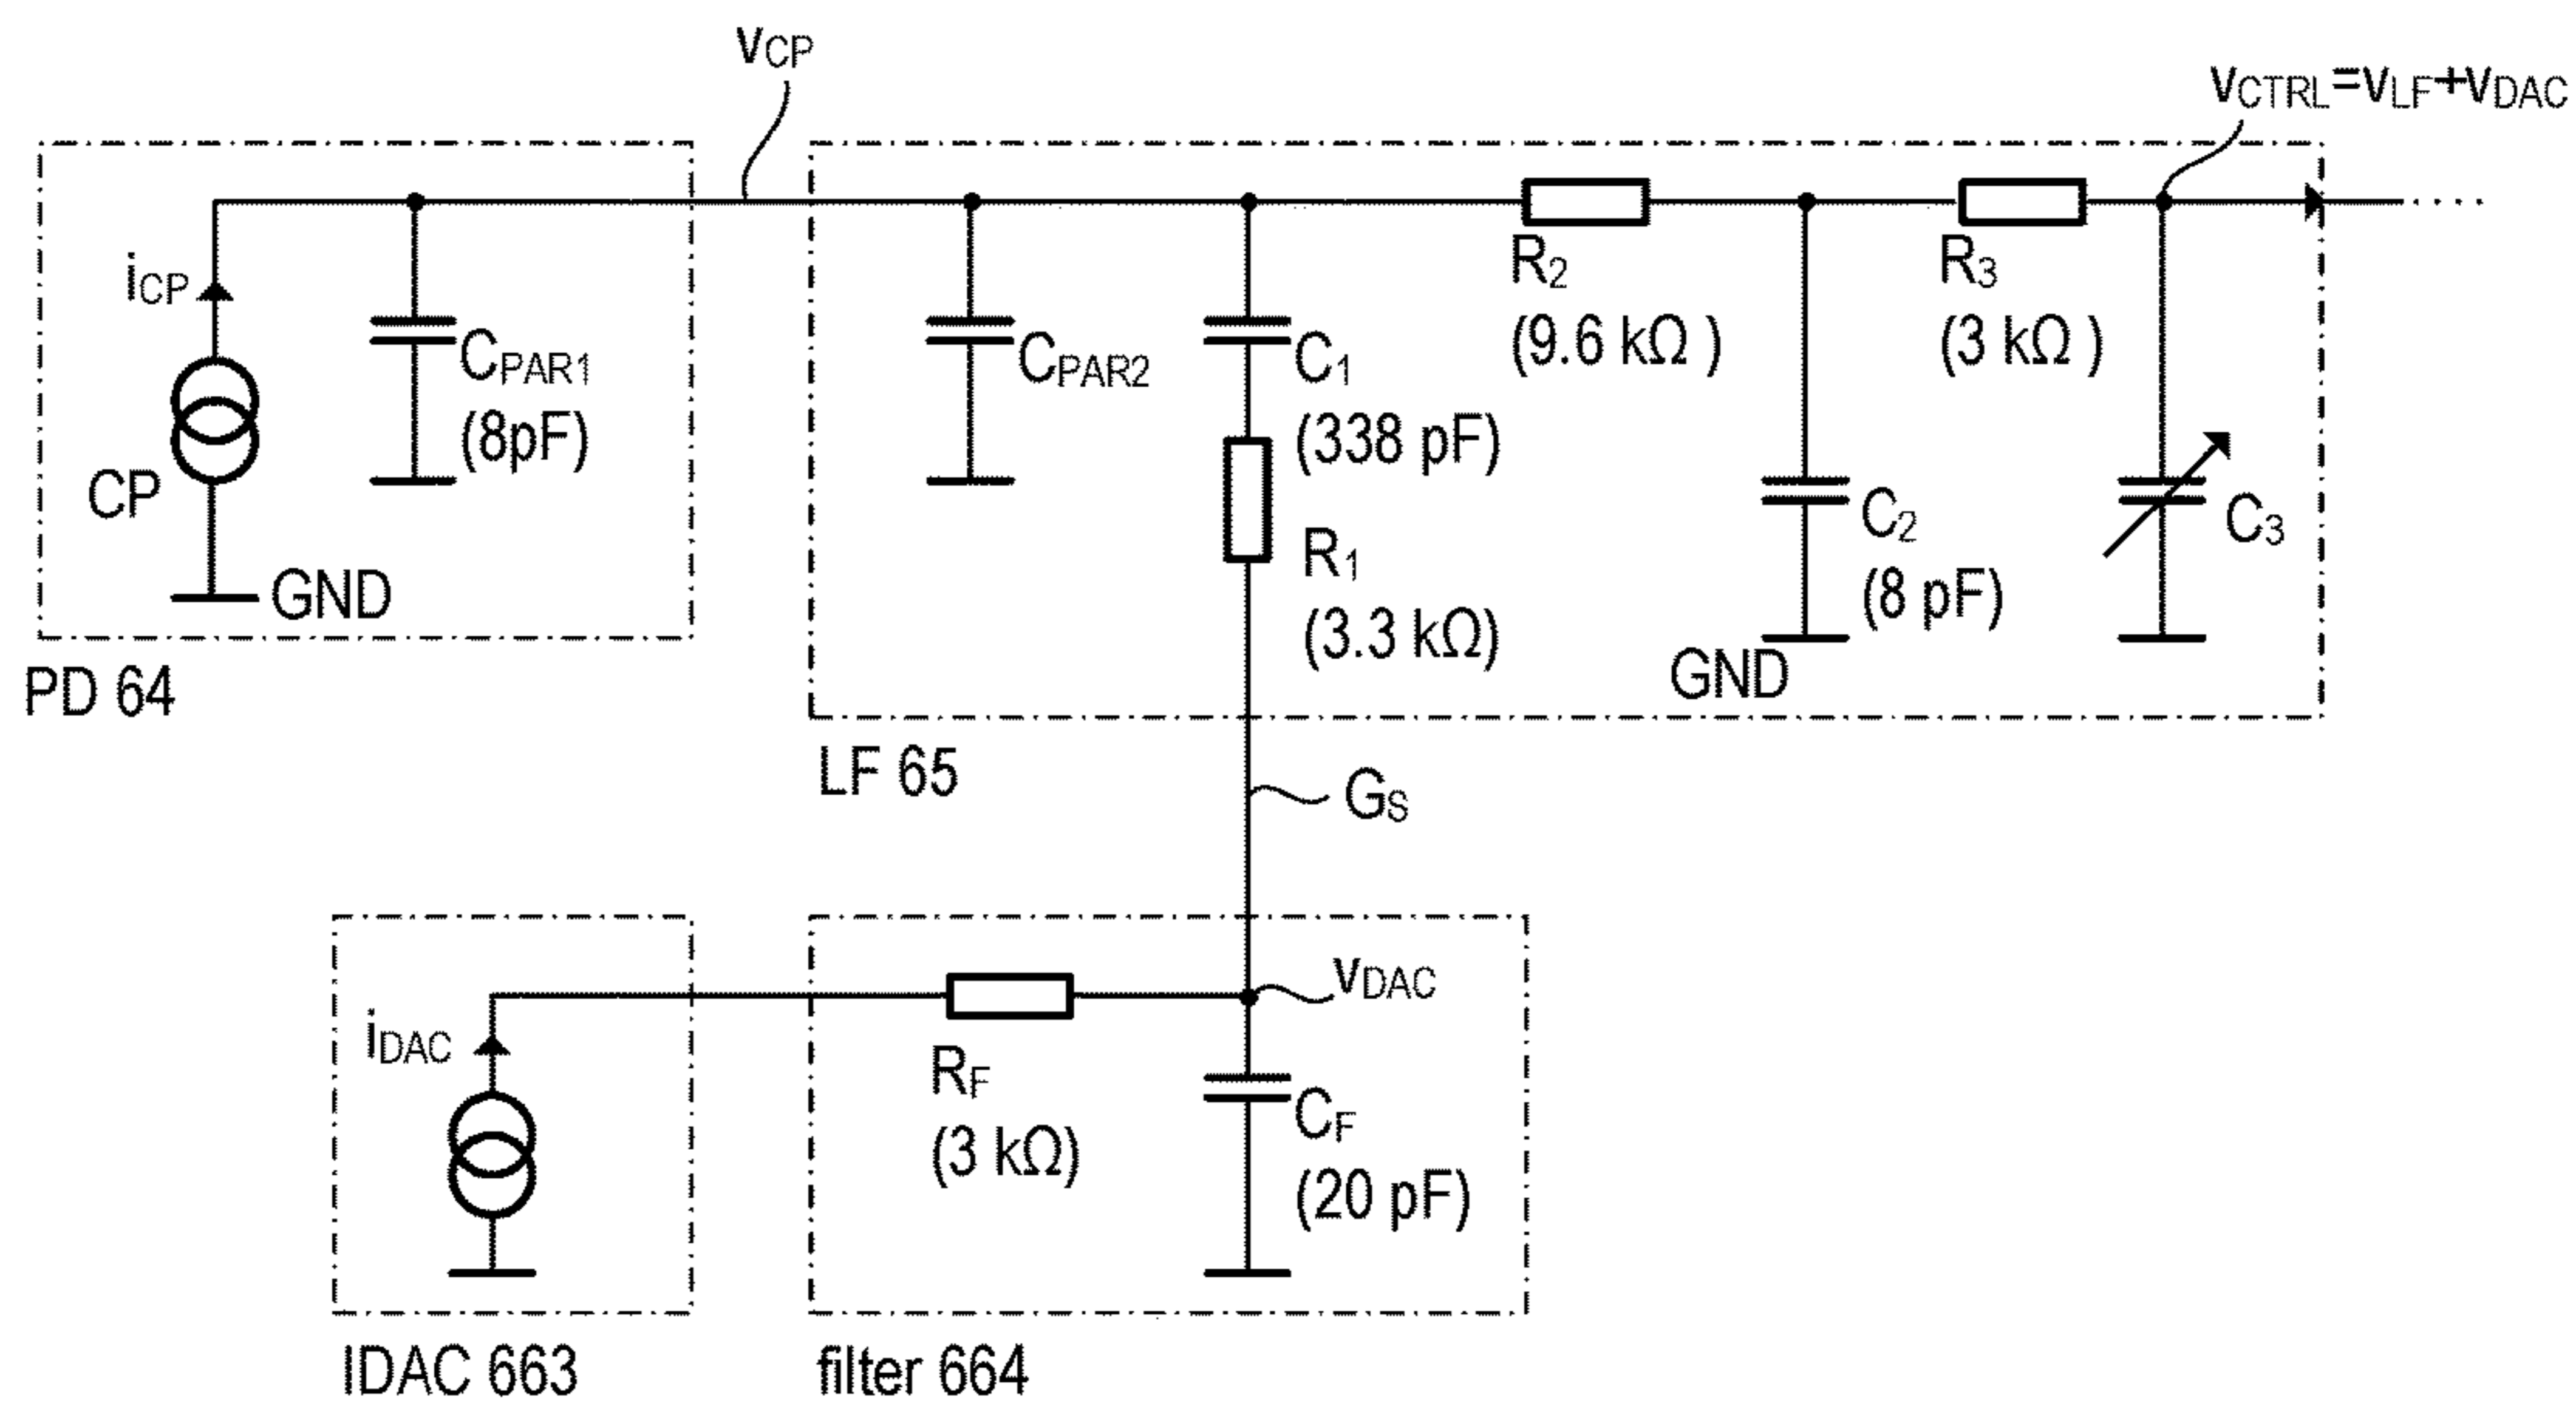 vCP
vCTRL=vLF+vDAC
iCP
CPAR1
(8pF)
CP
GND
PD 64
CPAR2
C1
(338 pF)
R1
(3.3 kΩ)
R2
(9.6 kΩ )
R3
(3 kΩ )
C2
(8 pF)
GND
C3
LF 65
GS
iDAC
IDAC 663
RF
(3 kΩ)
vDAC
CF
(20 pF)
filter 664